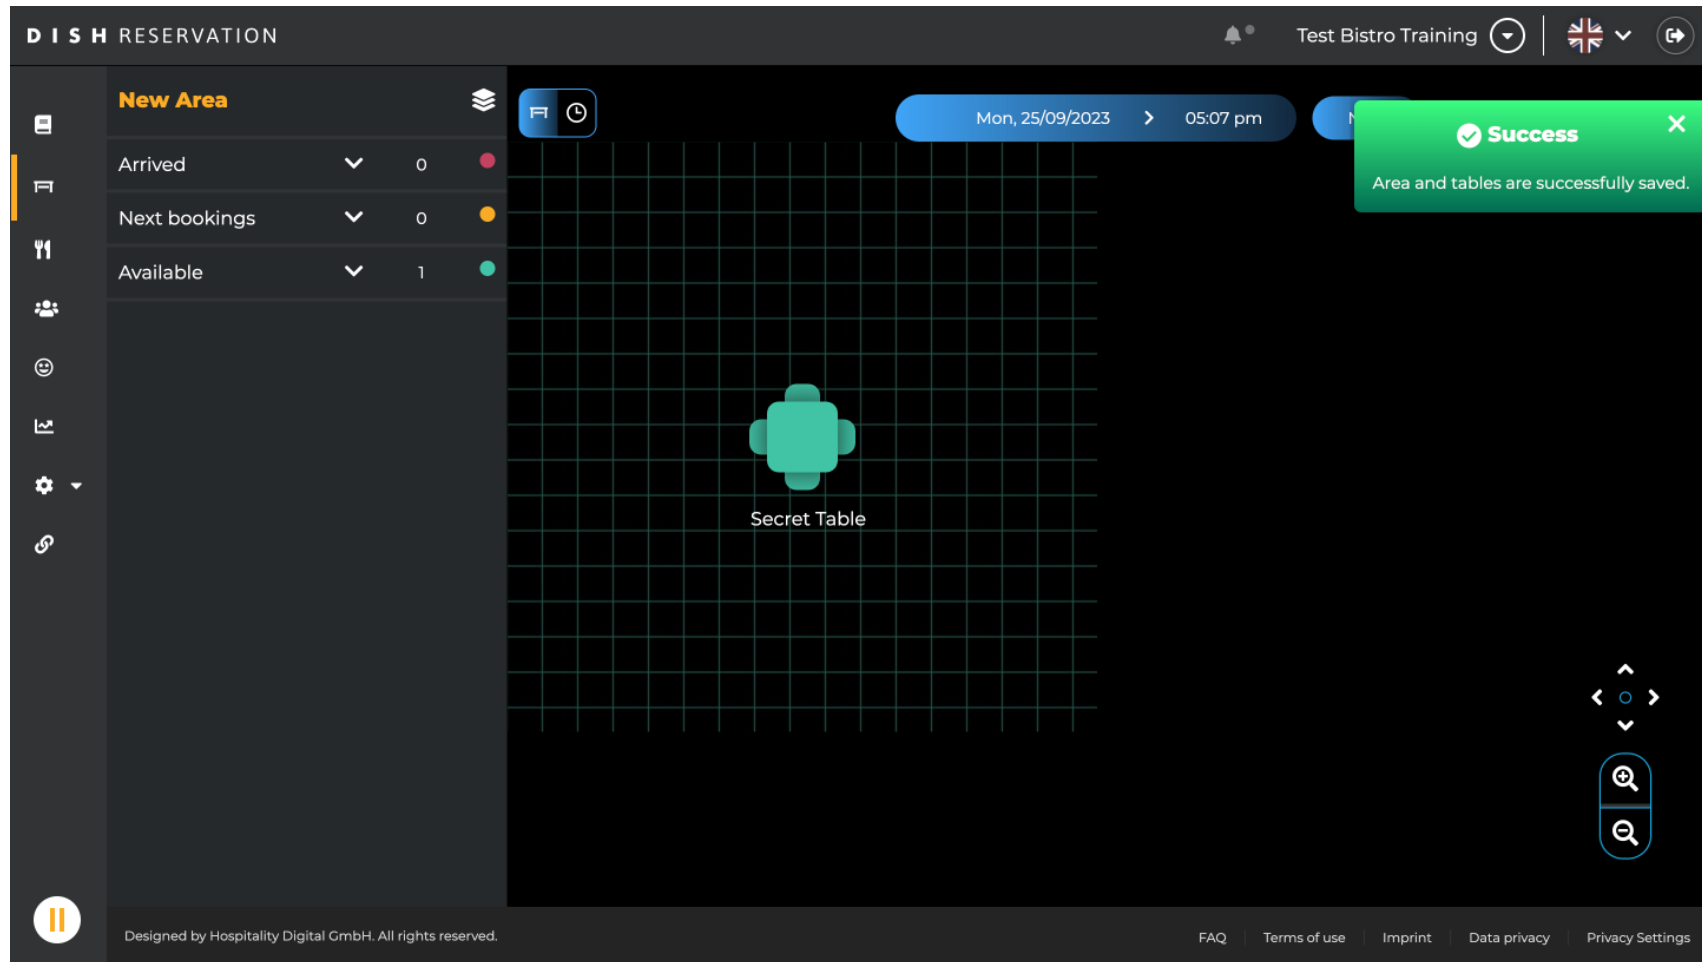 DISH RESERVATION
Test Bistro Training
New Area
Mon, 25/09/2023 05:07 pm
Success
Area and tables are successfully saved.
Arrived 0
Next bookings 0
Available 1
Secret Table
Designed by Hospitality Digital GmbH. All rights reserved.
FAQ Terms of use Imprint Data privacy Privacy Settings